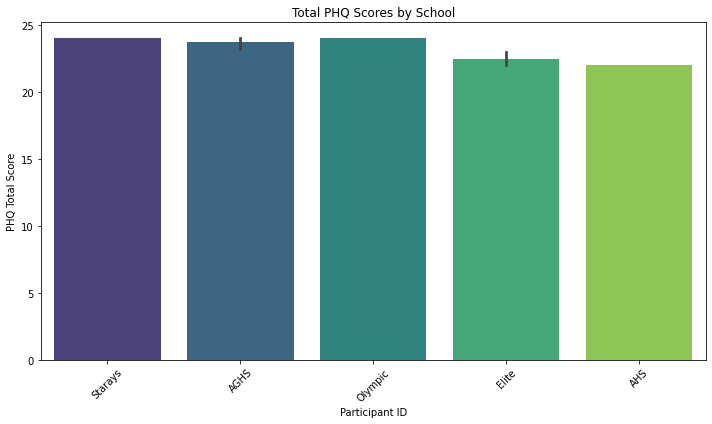 Total PHQ Scores by School
PHQ Total Score
25
20
15
10
5
0
Starays
AGHS
Olympic
Elite
AHS
Participant ID